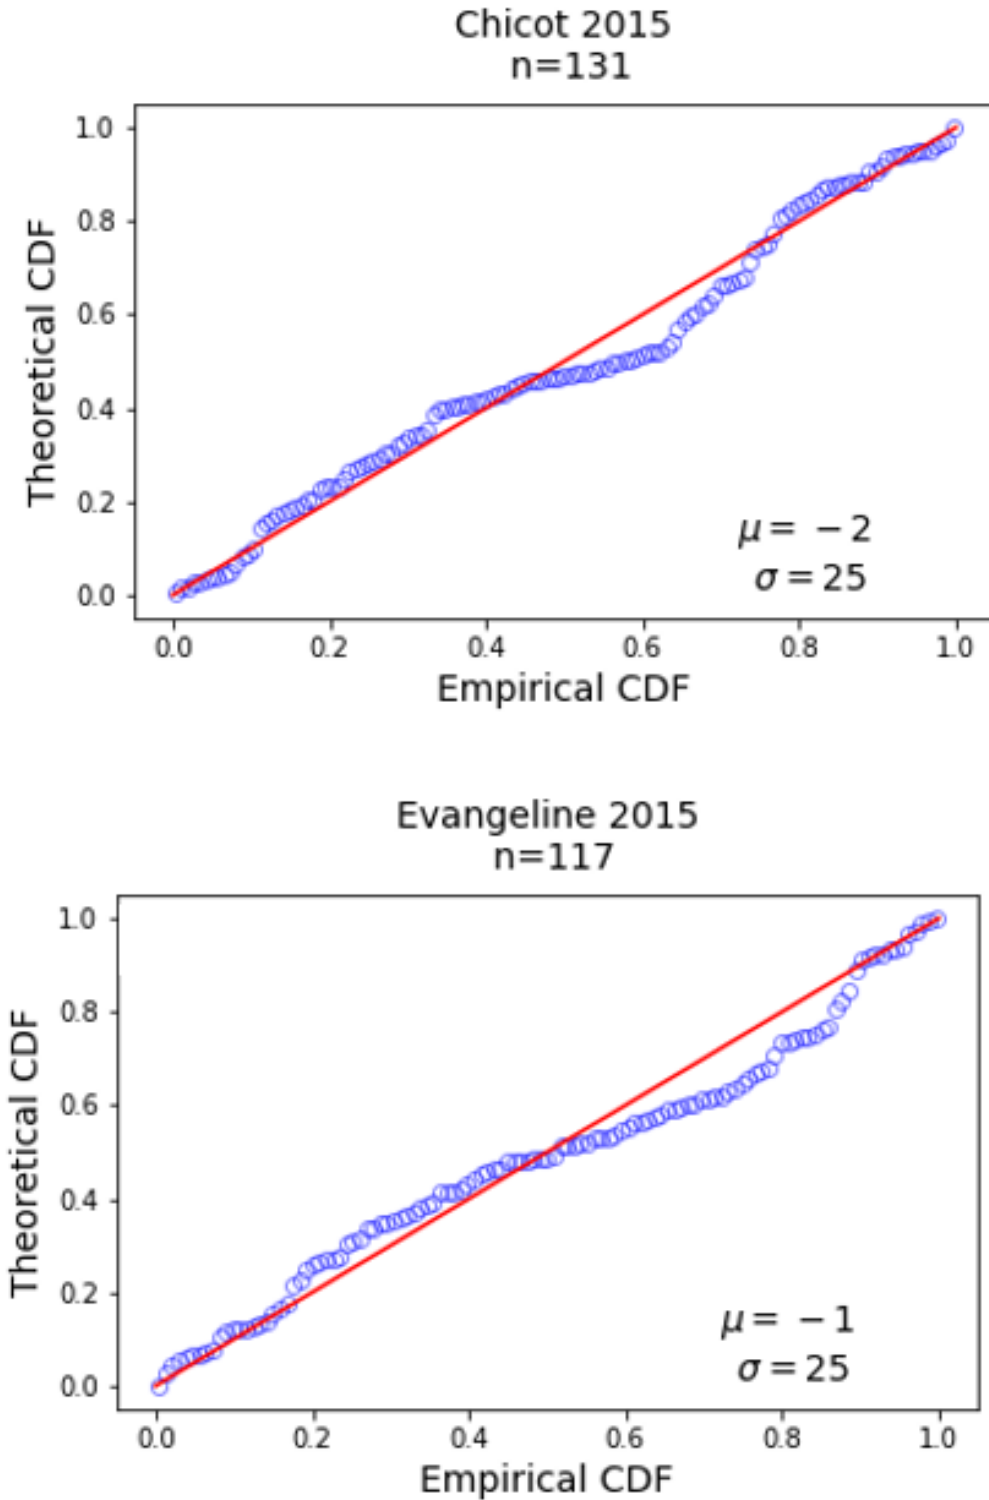 Chicot 2015
n=131
Theoretical CDF
1.0
0.8
0.6
0.4
0.2
0.0
μ = −2
σ = 25
0.0 0.2 0.4 0.6 0.8 1.0
Empirical CDF
Evangeline 2015
n=117
Theoretical CDF
1.0
0.8
0.6
0.4
0.2
0.0
μ = −1
σ = 25
0.0 0.2 0.4 0.6 0.8 1.0
Empirical CDF